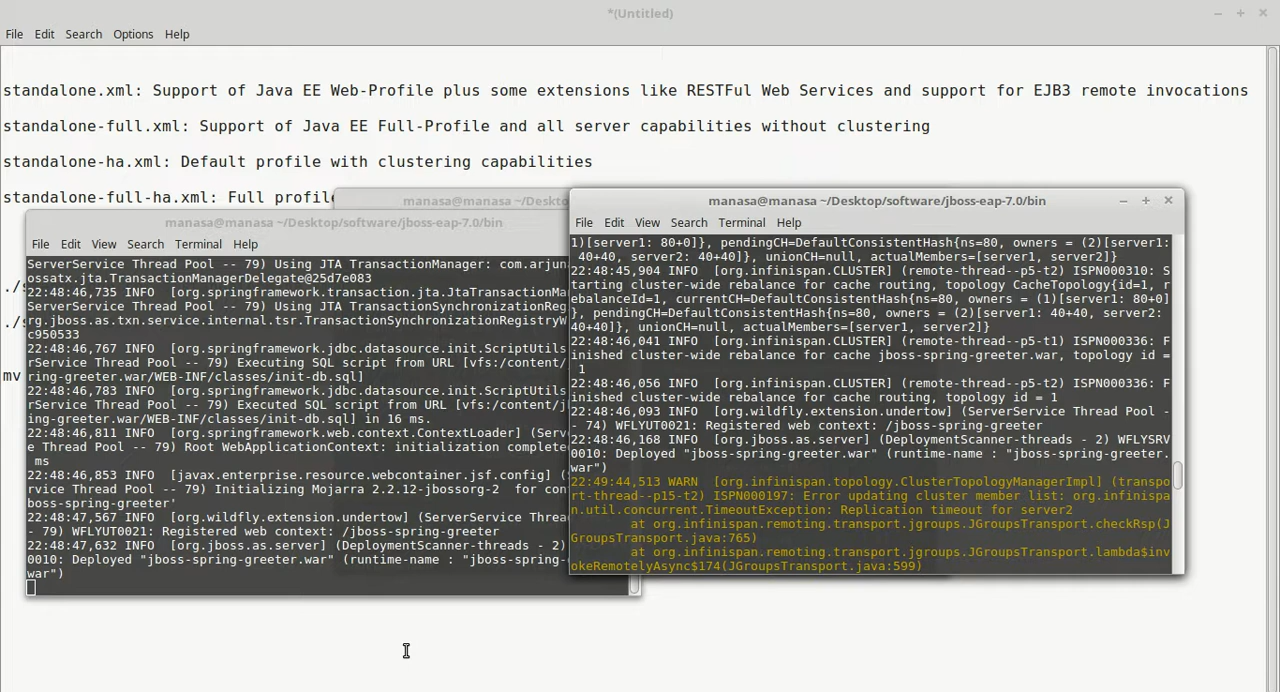 *(Untitled)
File Edit Search Options Help
standalone.xml: Support of Java EE Web-Profile plus some extensions like RESTFul Web Services and support for EJB3 remote invocations
standalone-full.xml: Support of Java EE Full-Profile and all server capabilities without clustering
standalone-ha.xml: Default profile with clustering capabilities
standalone-full-ha.xml: Full profile
manasa@manasa ~/Desktop/so
./s
./s
mv
manasa@manasa ~/Desktop/software/jboss-eap-7.0/bin
File Edit View Search Terminal Help
ServerService Thread Pool -- 79) Using JTA TransactionManager: com.arjun
ossatx.jta.TransactionManagerDelegate@25d7e083
22:48:46,735 INFO  [org.springframework.transaction.jta.JtaTransactionMa
ServerService Thread Pool -- 79) Using JTA TransactionSynchronizationReg
rg.jboss.as.txn.service.internal.tsr.TransactionSynchronizationRegistryW
c950533
22:48:46,767 INFO  [org.springframework.jdbc.datasource.init.ScriptUtils
rService Thread Pool -- 79) Executing SQL script from URL [vfs:/content/
ring-greeter.war/WEB-INF/classes/init-db.sql]
22:48:46,783 INFO  [org.springframework.jdbc.datasource.init.ScriptUtils
rService Thread Pool -- 79) Executed SQL script from URL [vfs:/content/j
ing-greeter.war/WEB-INF/classes/init-db.sql] in 16 ms.
22:48:46,811 INFO  [org.springframework.web.context.ContextLoader] (Serv
e Thread Pool -- 79) Root WebApplicationContext: initialization complete
ms
22:48:46,853 INFO  [javax.enterprise.resource.webcontainer.jsf.config] (S
rvice Thread Pool -- 79) Initializing Mojarra 2.2.12-jbossorg-2  for con
boss-spring-greeter'
22:48:47,567 INFO  [org.wildfly.extension.undertow] (ServerService Threa
- 79) WFLYUT0021: Registered web context: /jboss-spring-greeter
22:48:47,632 INFO  [org.jboss.as.server] (DeploymentScanner-threads - 2)
0010: Deployed "jboss-spring-greeter.war" (runtime-name : "jboss-spring-
war")
manasa@manasa ~/Desktop/software/jboss-eap-7.0/bin
File Edit View Search Terminal Help
1)[server1: 80+0]}, pendingCH=DefaultConsistentHash{ns=80, owners = (2)[server1:
40+40, server2: 40+40]}, unionCH=null, actualMembers=[server1, server2]}
22:48:45,904 INFO  [org.infinispan.CLUSTER] (remote-thread--p5-t2) ISPN000310: S
tarting cluster-wide rebalance for cache routing, topology CacheTopology{id=1, r
ebalanceId=1, currentCH=DefaultConsistentHash{ns=80, owners = (1)[server1: 80+0]
}, pendingCH=DefaultConsistentHash{ns=80, owners = (2)[server1: 40+40, server2:
40+40]}, unionCH=null, actualMembers=[server1, server2]}
22:48:46,041 INFO  [org.infinispan.CLUSTER] (remote-thread--p5-t1) ISPN000336: F
inished cluster-wide rebalance for cache jboss-spring-greeter.war, topology id =
1
22:48:46,056 INFO  [org.infinispan.CLUSTER] (remote-thread--p5-t2) ISPN000336: F
inished cluster-wide rebalance for cache routing, topology id = 1
22:48:46,093 INFO  [org.wildfly.extension.undertow] (ServerService Thread Pool -
- 74) WFLYUT0021: Registered web context: /jboss-spring-greeter
22:48:46,168 INFO  [org.jboss.as.server] (DeploymentScanner-threads - 2) WFLYSRV
0010: Deployed "jboss-spring-greeter.war" (runtime-name : "jboss-spring-greeter.
war")
22:49:44,513 WARN  [org.infinispan.topology.ClusterTopologyManagerImpl] (transpo
rt-thread--p15-t2) ISPN000197: Error updating cluster member list: org.infinispa
n.util.concurrent.TimeoutException: Replication timeout for server2
at org.infinispan.remoting.transport.jgroups.JGroupsTransport.checkRsp(J
GroupsTransport.java:765)
at org.infinispan.remoting.transport.jgroups.JGroupsTransport.lambda$inv
okeRemotelyAsync$174(JGroupsTransport.java:599)